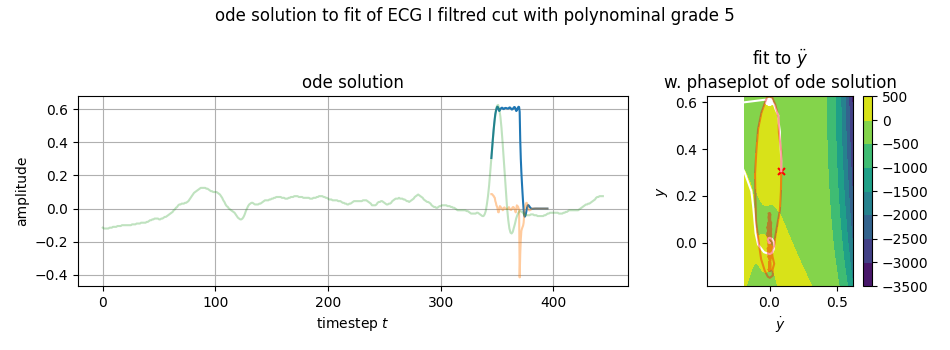 ode solution to fit of ECG I filtred cut with polynominal grade 5
ode solution
amplitude
0.6
0.4
0.2
0.0
−0.2
−0.4
0 100 200 300 400
timestep t
fit to ÿ
w. phaseplot of ode solution
y
0.6
0.4
0.2
0.0
0.0 0.5
ẏ
500
0
−500
−1000
−1500
−2000
−2500
−3000
−3500